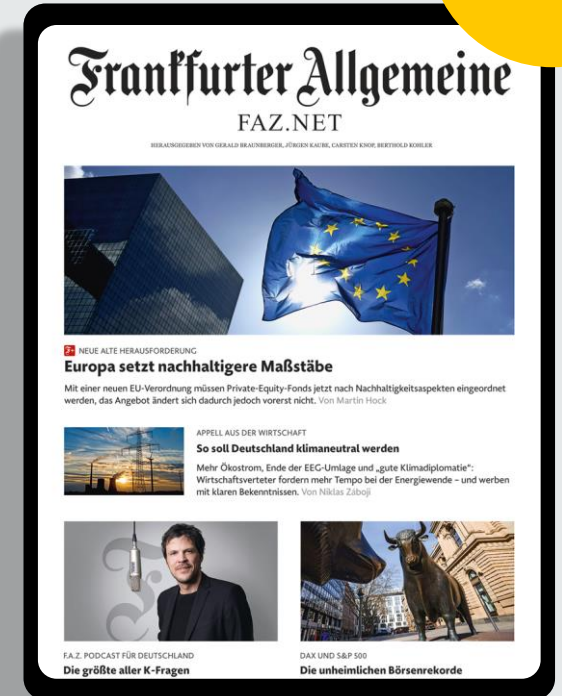 Frankfurter Allgemeine
FAZ.NET
HERAUSGEGEBEN VON GERALD BRAUNBERGER, JÜRGEN KAUBE, CARSTEN KNOP, BERTHOLD KOHLER
F+ NEUE ALTE HERAUSFORDERUNG
Europa setzt nachhaltigere Maßstäbe
Mit einer neuen EU-Verordnung müssen Private-Equity-Fonds jetzt nach Nachhaltigkeitsaspekten eingeordnet
werden, das Angebot ändert sich dadurch jedoch vorerst nicht. Von Martin Hock
APPELL AUS DER WIRTSCHAFT
So soll Deutschland klimaneutral werden
Mehr Ökostrom, Ende der EEG-Umlage und „gute Klimadiplomatie“:
Wirtschaftsvertreter fordern mehr Tempo bei der Energiewende – und werben
mit klaren Bekenntnissen. Von Niklas Záboji
F.A.Z. PODCAST FÜR DEUTSCHLAND
Die größte aller K-Fragen
DAX UND S&P 500
Die unheimlichen Börsenrekorde